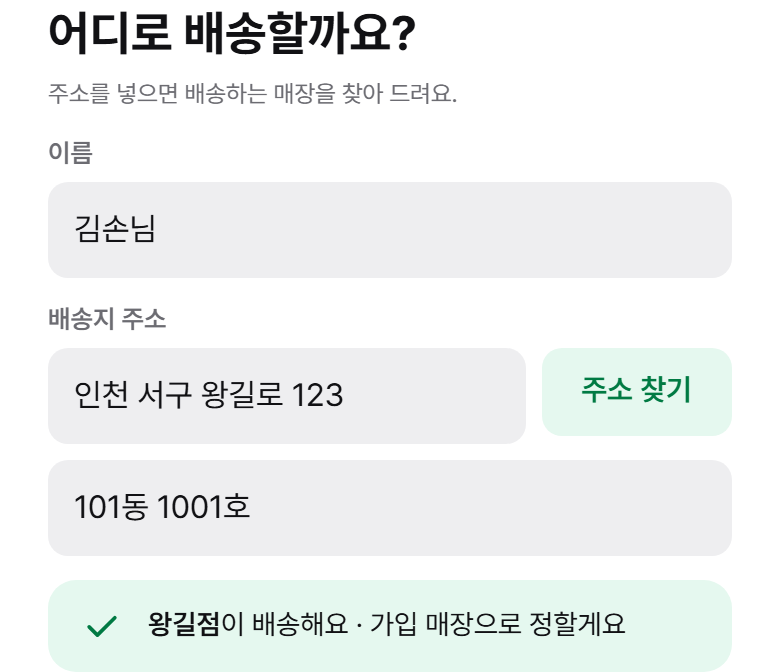 어디로 배송할까요?
주소를 넣으면 배송하는 매장을 찾아 드려요.
이름
김손님
배송지 주소
인천 서구 왕길로 123
주소 찾기
101동 1001호
왕길점이 배송해요 · 가입 매장으로 정할게요